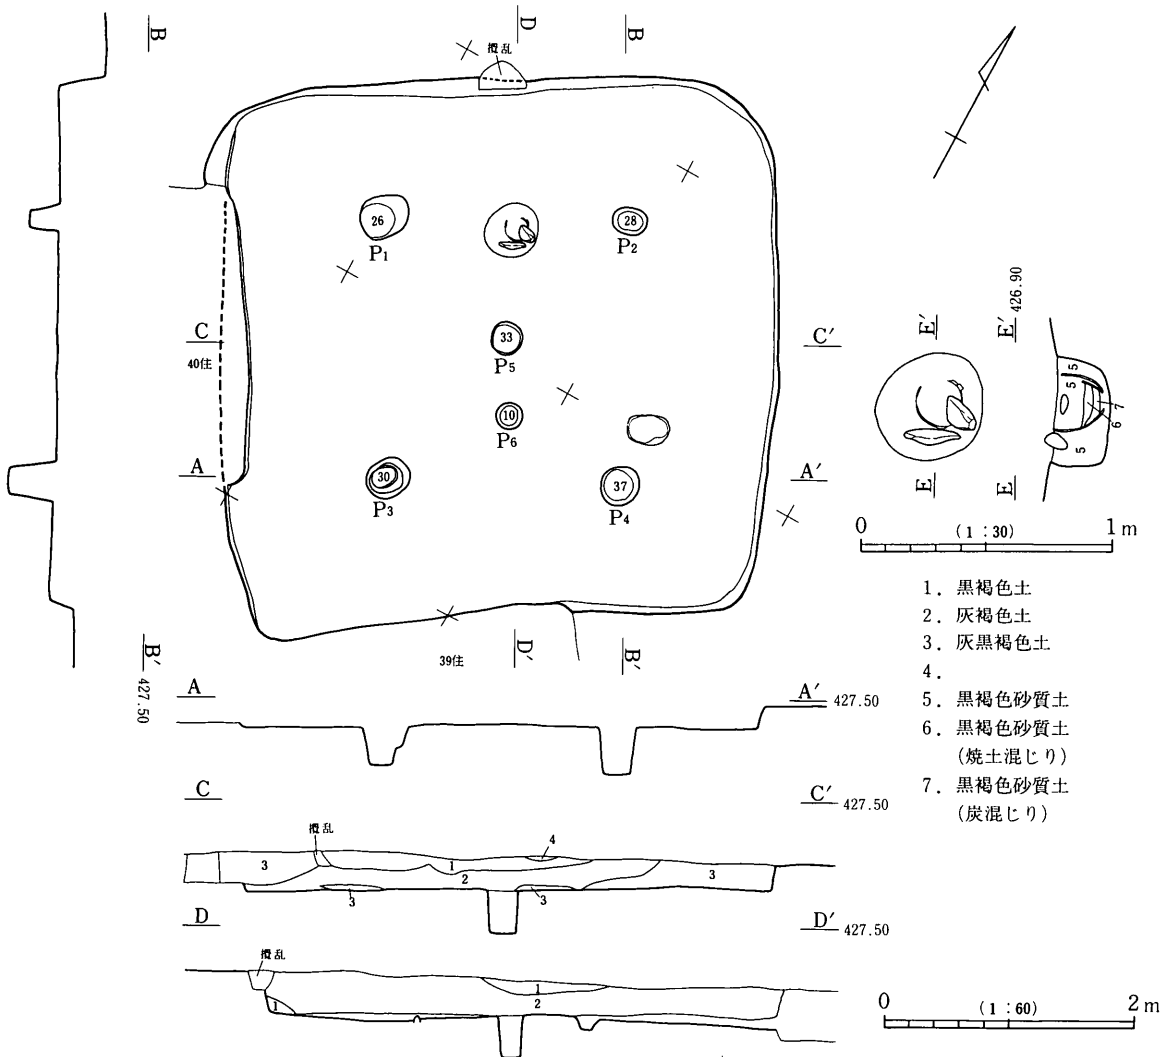 B
D
B
攪乱
26
P1
28
P2
33
P5
10
P6
30
P3
37
P4
C
40住
C′
A
A′
39住
B′
427.50
D′
B′
E′
E′
426.90
E
E
5
5
5
6
7
0 (1 : 30) 1 m
1. 黒褐色土
2. 灰褐色土
3. 灰黒褐色土
4.
5. 黒褐色砂質土
6. 黒褐色砂質土
(焼土混じり)
7. 黒褐色砂質土
(炭混じり)
A
A′ 427.50
C
C′ 427.50
攪乱
3
1
4
2
3
3
3
D
D′ 427.50
攪乱
1
1
2
0 (1 : 60) 2 m